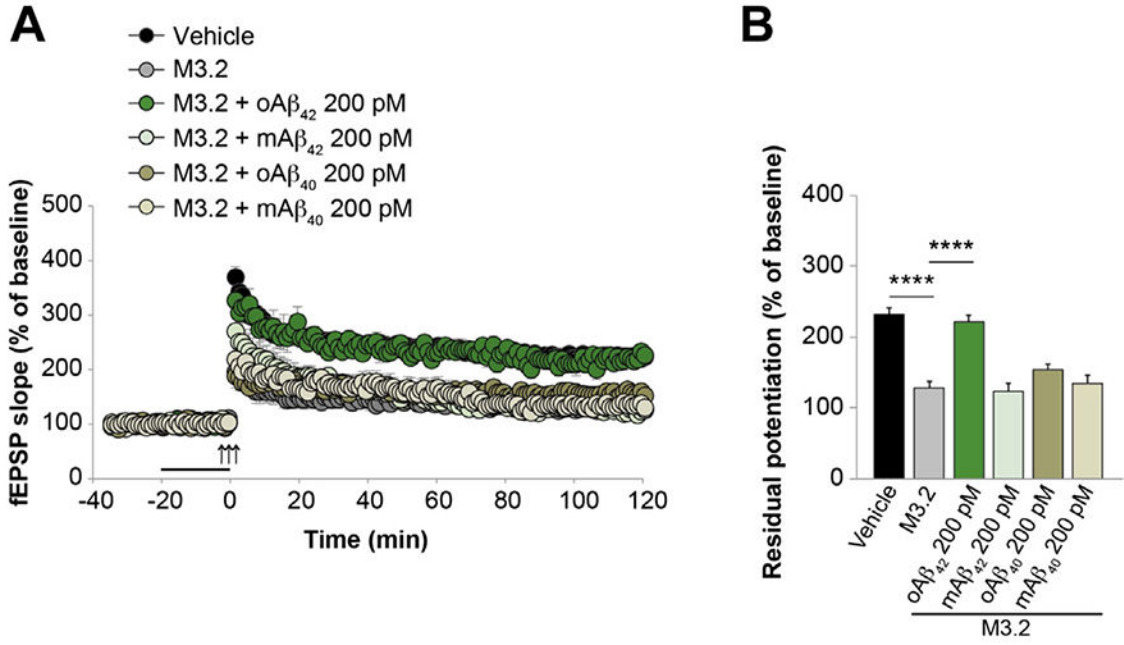 A
Vehicle
M3.2
M3.2 + oAβ₄₂ 200 pM
M3.2 + mAβ₄₂ 200 pM
M3.2 + oAβ₄₀ 200 pM
M3.2 + mAβ₄₀ 200 pM
fEPSP slope (% of baseline)
500
400
300
200
100
0
-40
-20
0
20
40
60
80
100
120
Time (min)
B
Residual potentiation (% of baseline)
400
300
200
100
0
****
****
Vehicle
M3.2
oAβ₄₂ 200 pM
mAβ₄₂ 200 pM
oAβ₄₀ 200 pM
mAβ₄₀ 200 pM
M3.2